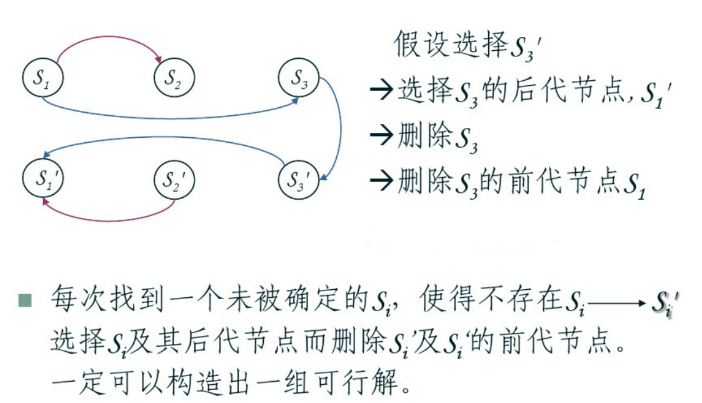 S₁ S₂ S₃
S₁' S₂' S₃'
假设选择S₃'
→选择S₃的后代节点,S₁'
→删除S₃
→删除S₃的前代节点S₁
■ 每次找到一个未被确定的Sᵢ，使得不存在Sᵢ→Sᵢ'
选择Sᵢ及其后代节点而删除Sᵢ'及Sᵢ'的前代节点。
一定可以构造出一组可行解。